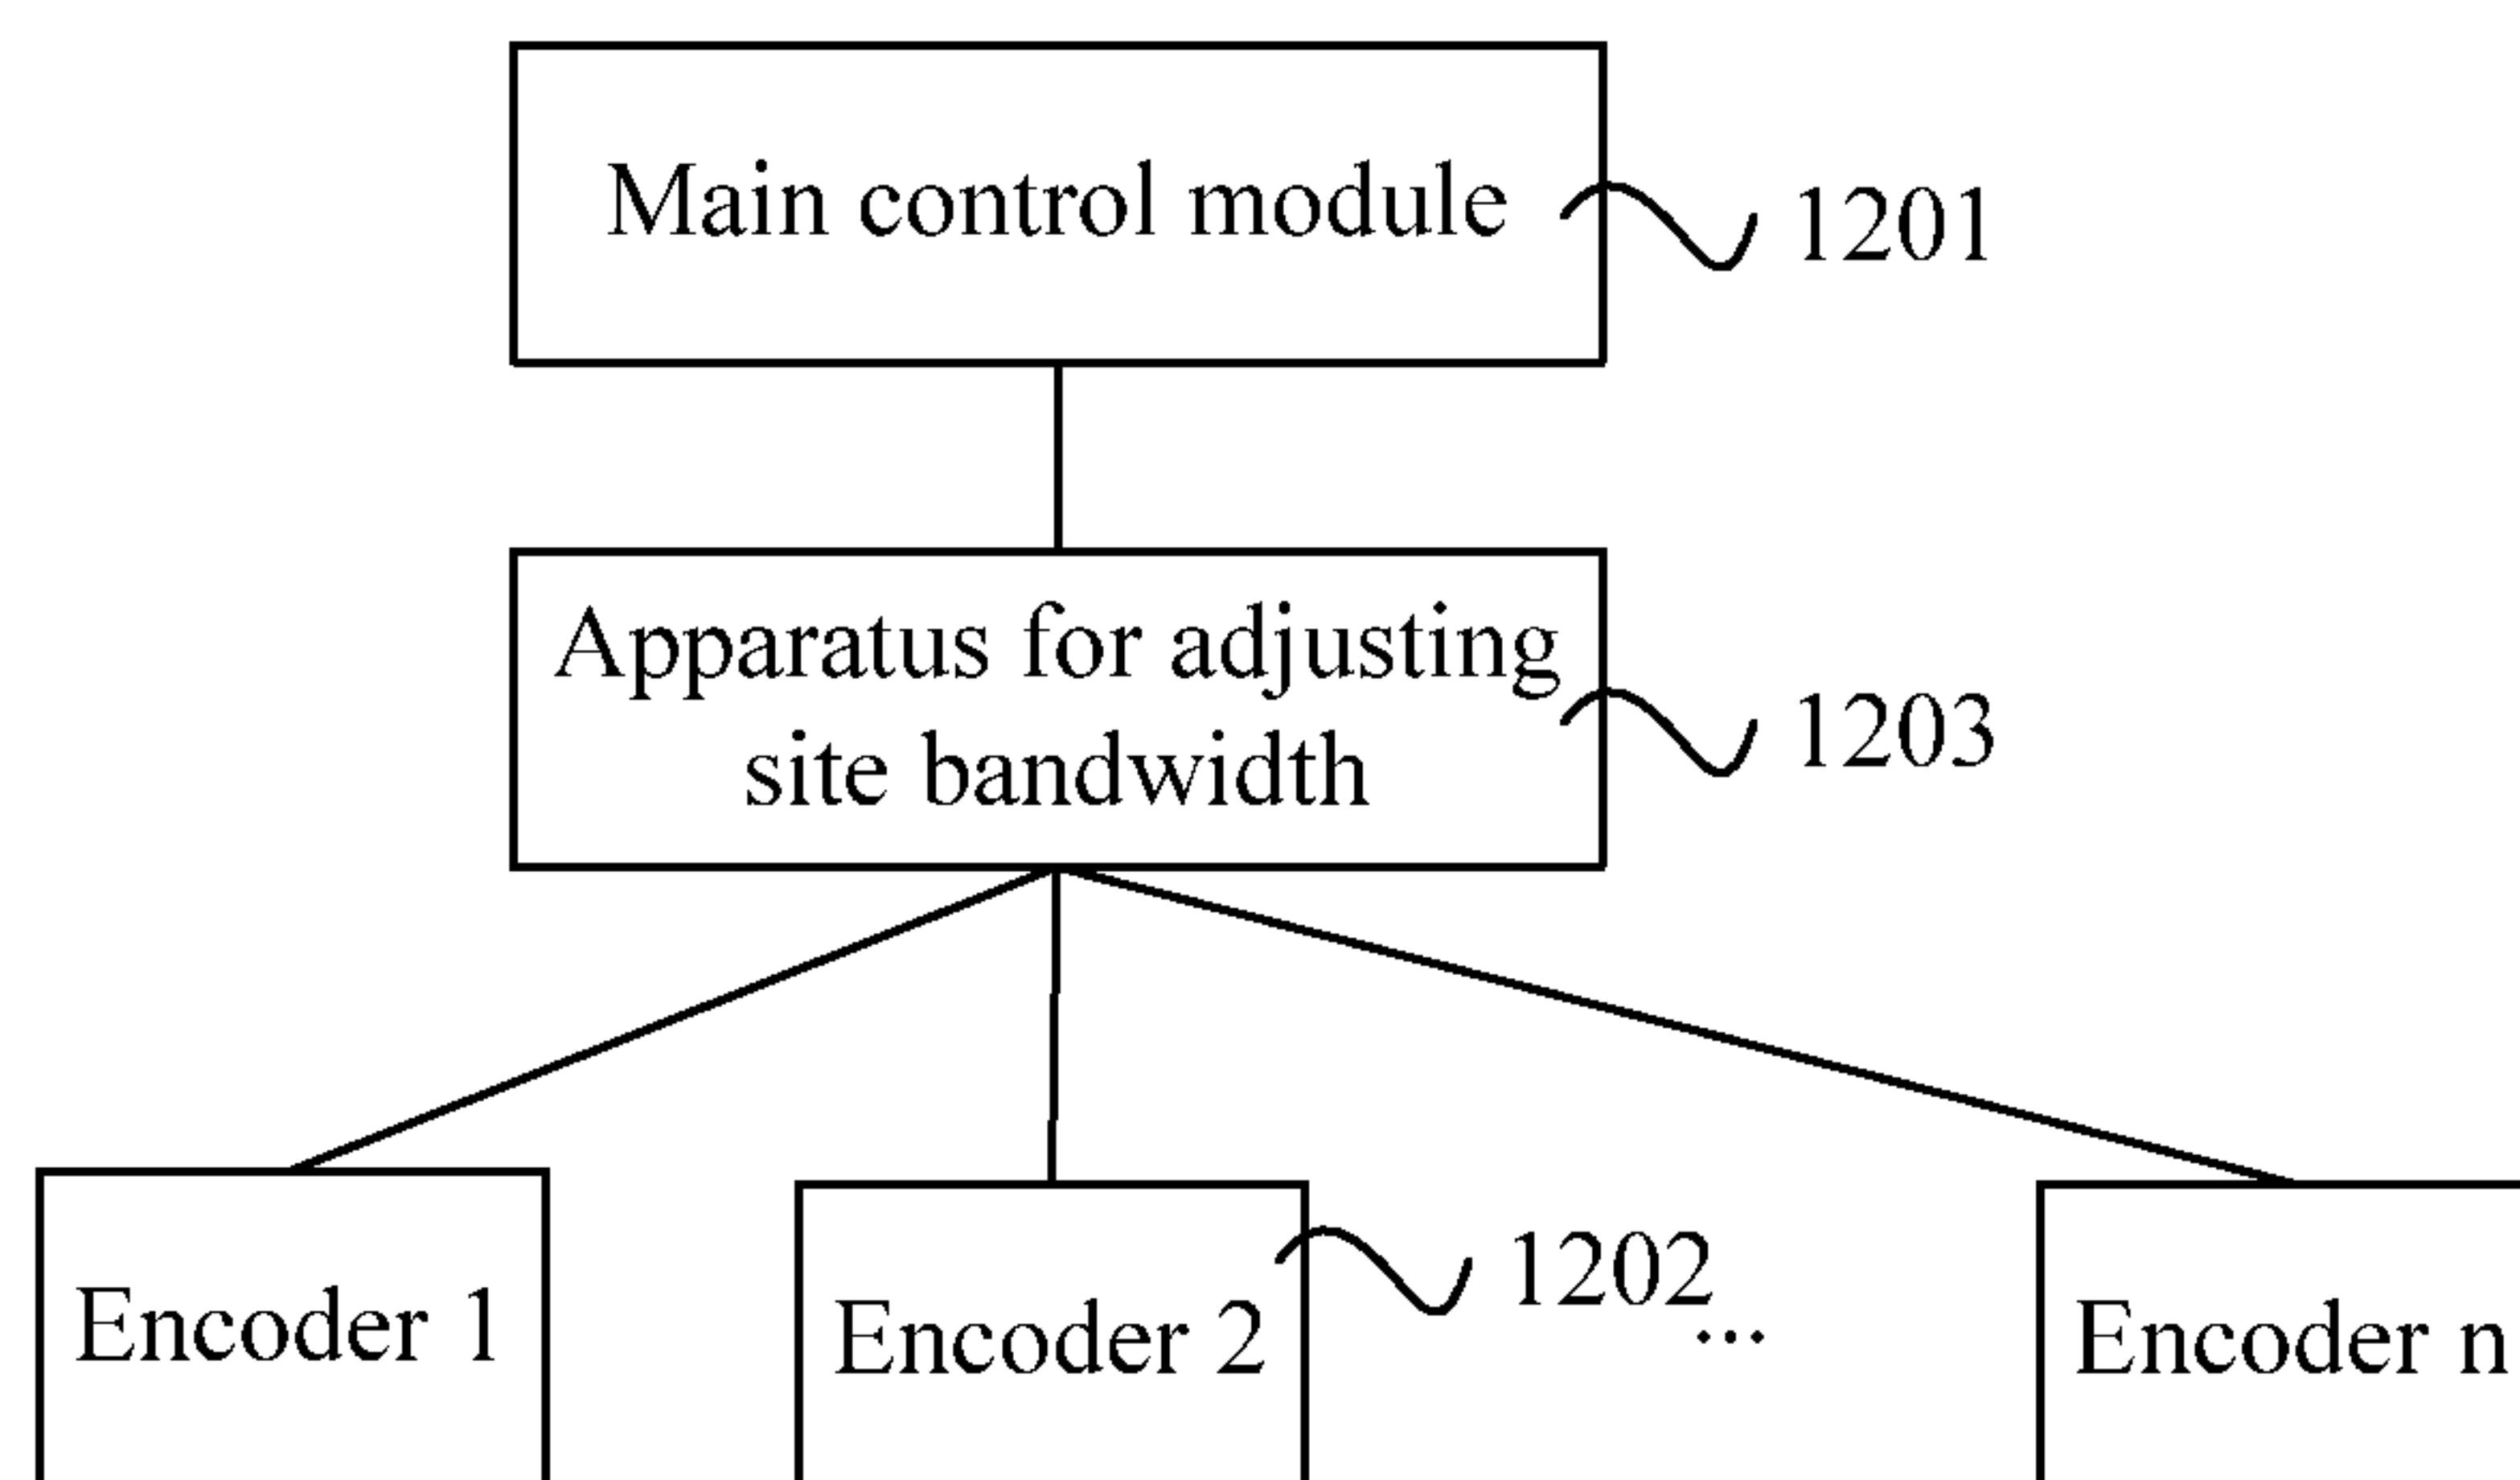 Main control module
1201
Apparatus for adjusting
site bandwidth
1203
1202
Encoder 1
Encoder 2
...
Encoder n